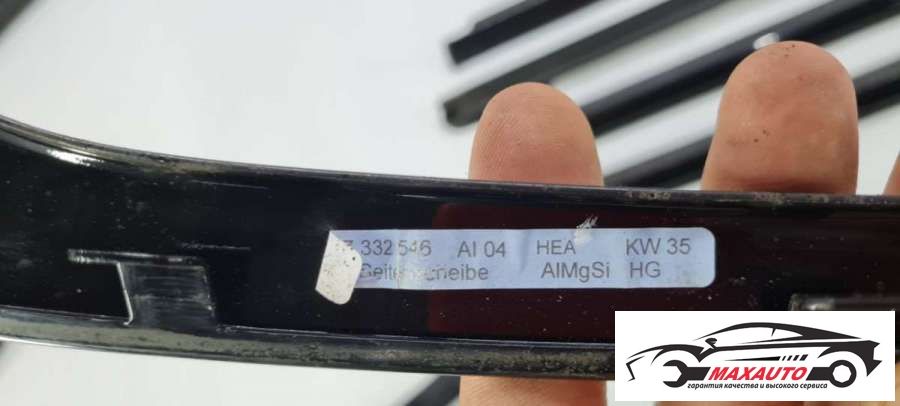 332 546 AI 04 HEA KW 35
AlMgSi HG
MAXAUTO
гарантия качества и высокого сервиса